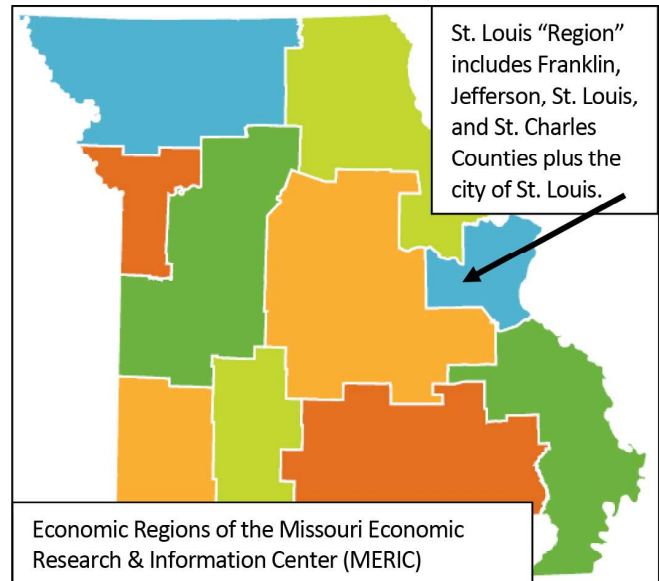 St. Louis “Region”
includes Franklin,
Jefferson, St. Louis,
and St. Charles
Counties plus the
city of St. Louis.
Economic Regions of the Missouri Economic
Research & Information Center (MERIC)